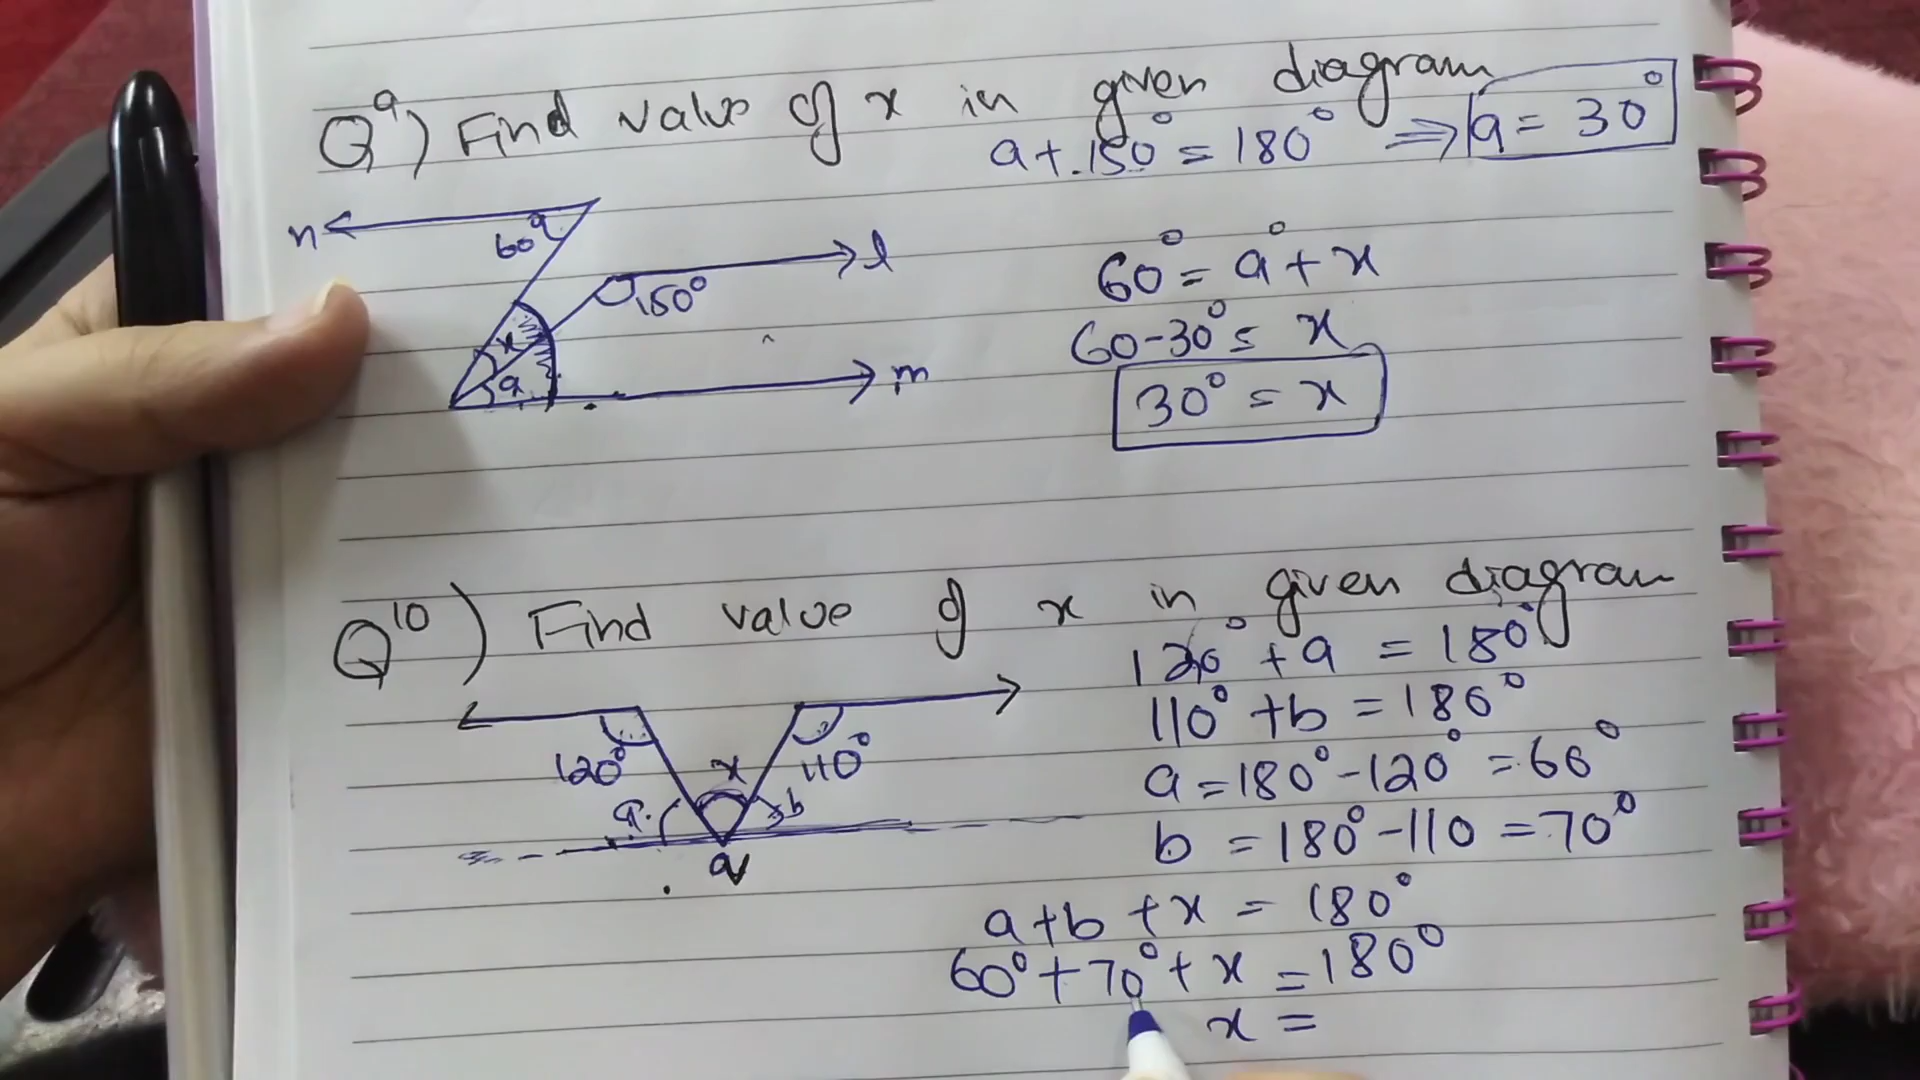 Q9) Find value of x in given diagram
a + 150° = 180° ⇒ a = 30°
n
60°
l
150°
60° = a° + x
x
60-30° = x
a
m
30° = x
Q10) Find value of x in given diagram
120° + a = 180°
110° + b = 180°
120°
x
110°
a = 180° - 120° = 60°
a
b
b = 180° - 110 = 70°
a + b + x = 180°
60° + 70° + x = 180°
x =